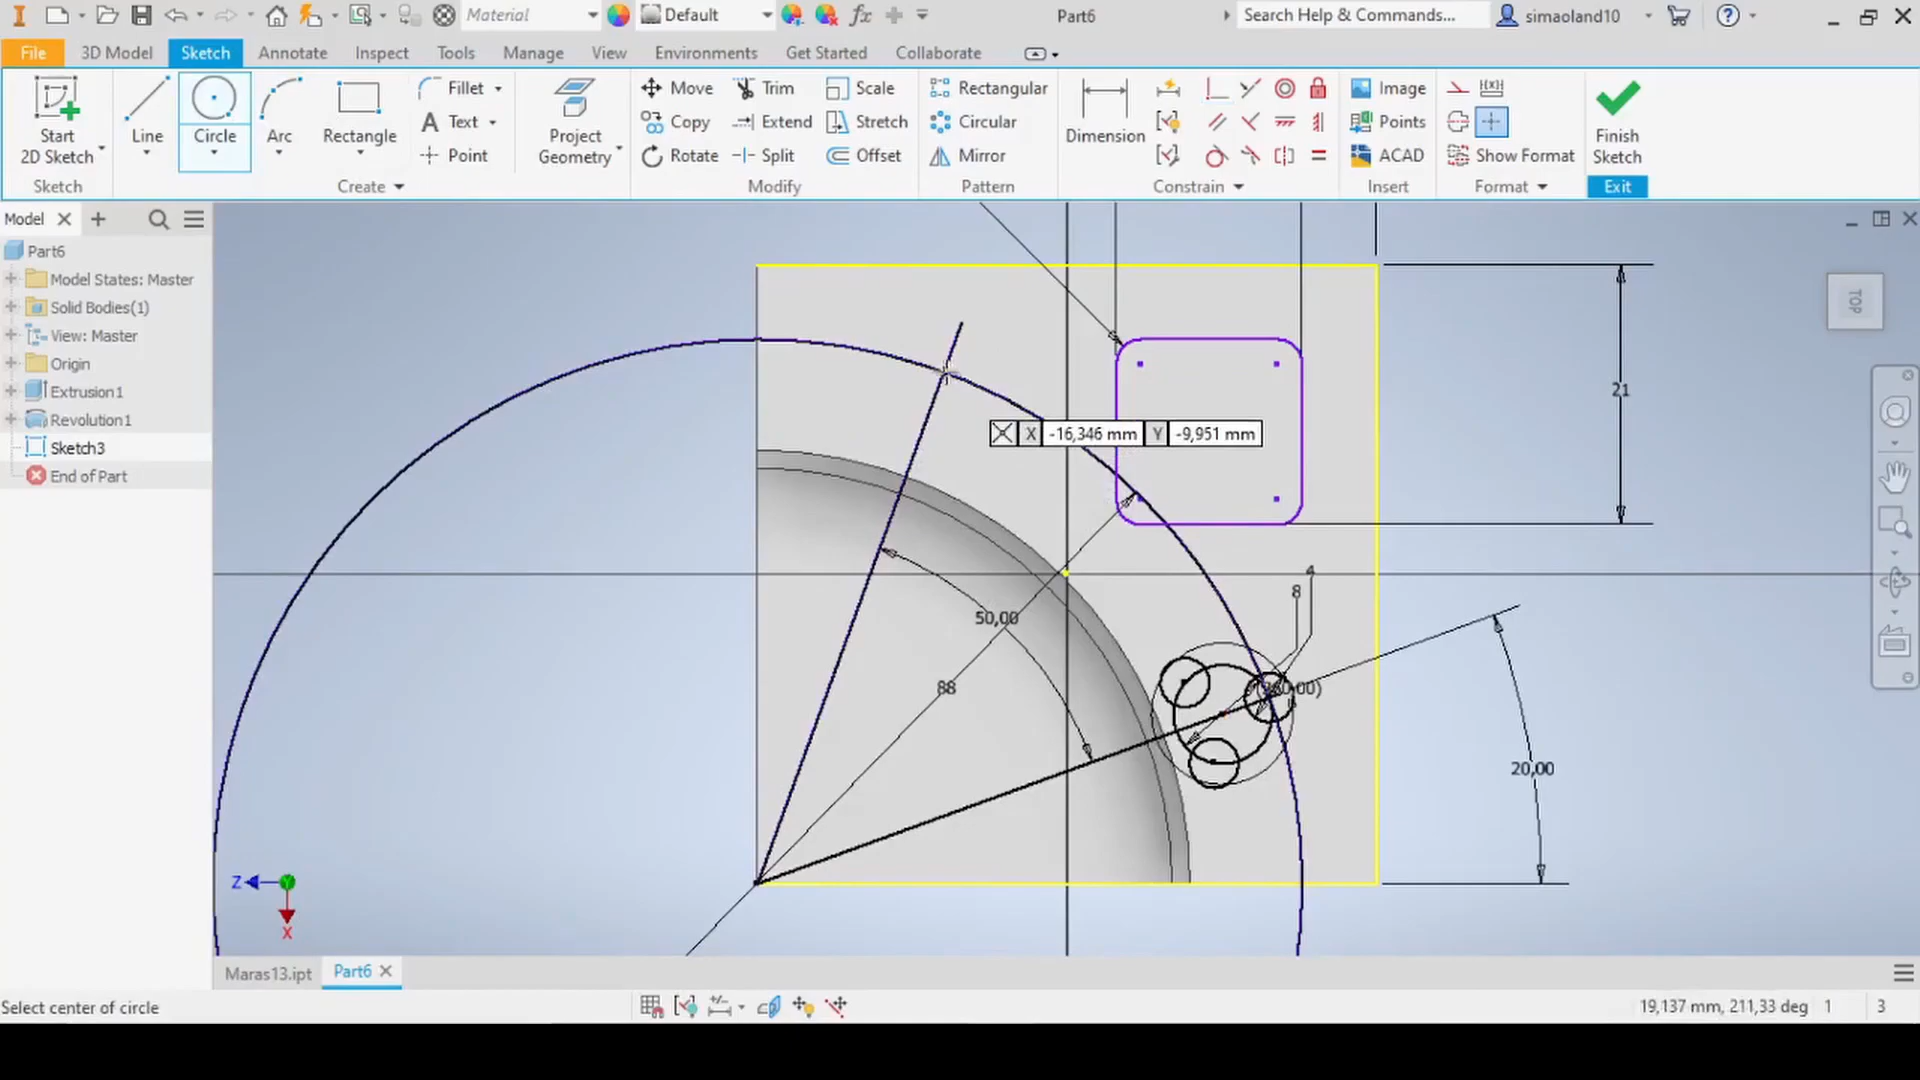 Material
Default
Part6
Search Help & Commands...
simaoland10
File
3D Model
Sketch
Annotate
Inspect
Tools
Manage
View
Environments
Get Started
Collaborate
Start
2D Sketch
Line
Circle
Arc
Rectangle
Fillet
Text
Point
Project
Geometry
Move
Copy
Rotate
Trim
Extend
Split
Scale
Stretch
Offset
Rectangular
Circular
Mirror
Dimension
Image
Points
ACAD
Show Format
Finish
Sketch
Sketch
Create
Modify
Pattern
Constrain
Insert
Format
Exit
Model
Part6
Model States: Master
Solid Bodies(1)
View: Master
Origin
Extrusion1
Revolution1
Sketch3
End of Part
TOP
21
X -16,346 mm Y -9,951 mm
4
8
50,00
88
20,00
Z
X
Maras13.ipt
Part6
Select center of circle
19,137 mm, 211,33 deg
1
3